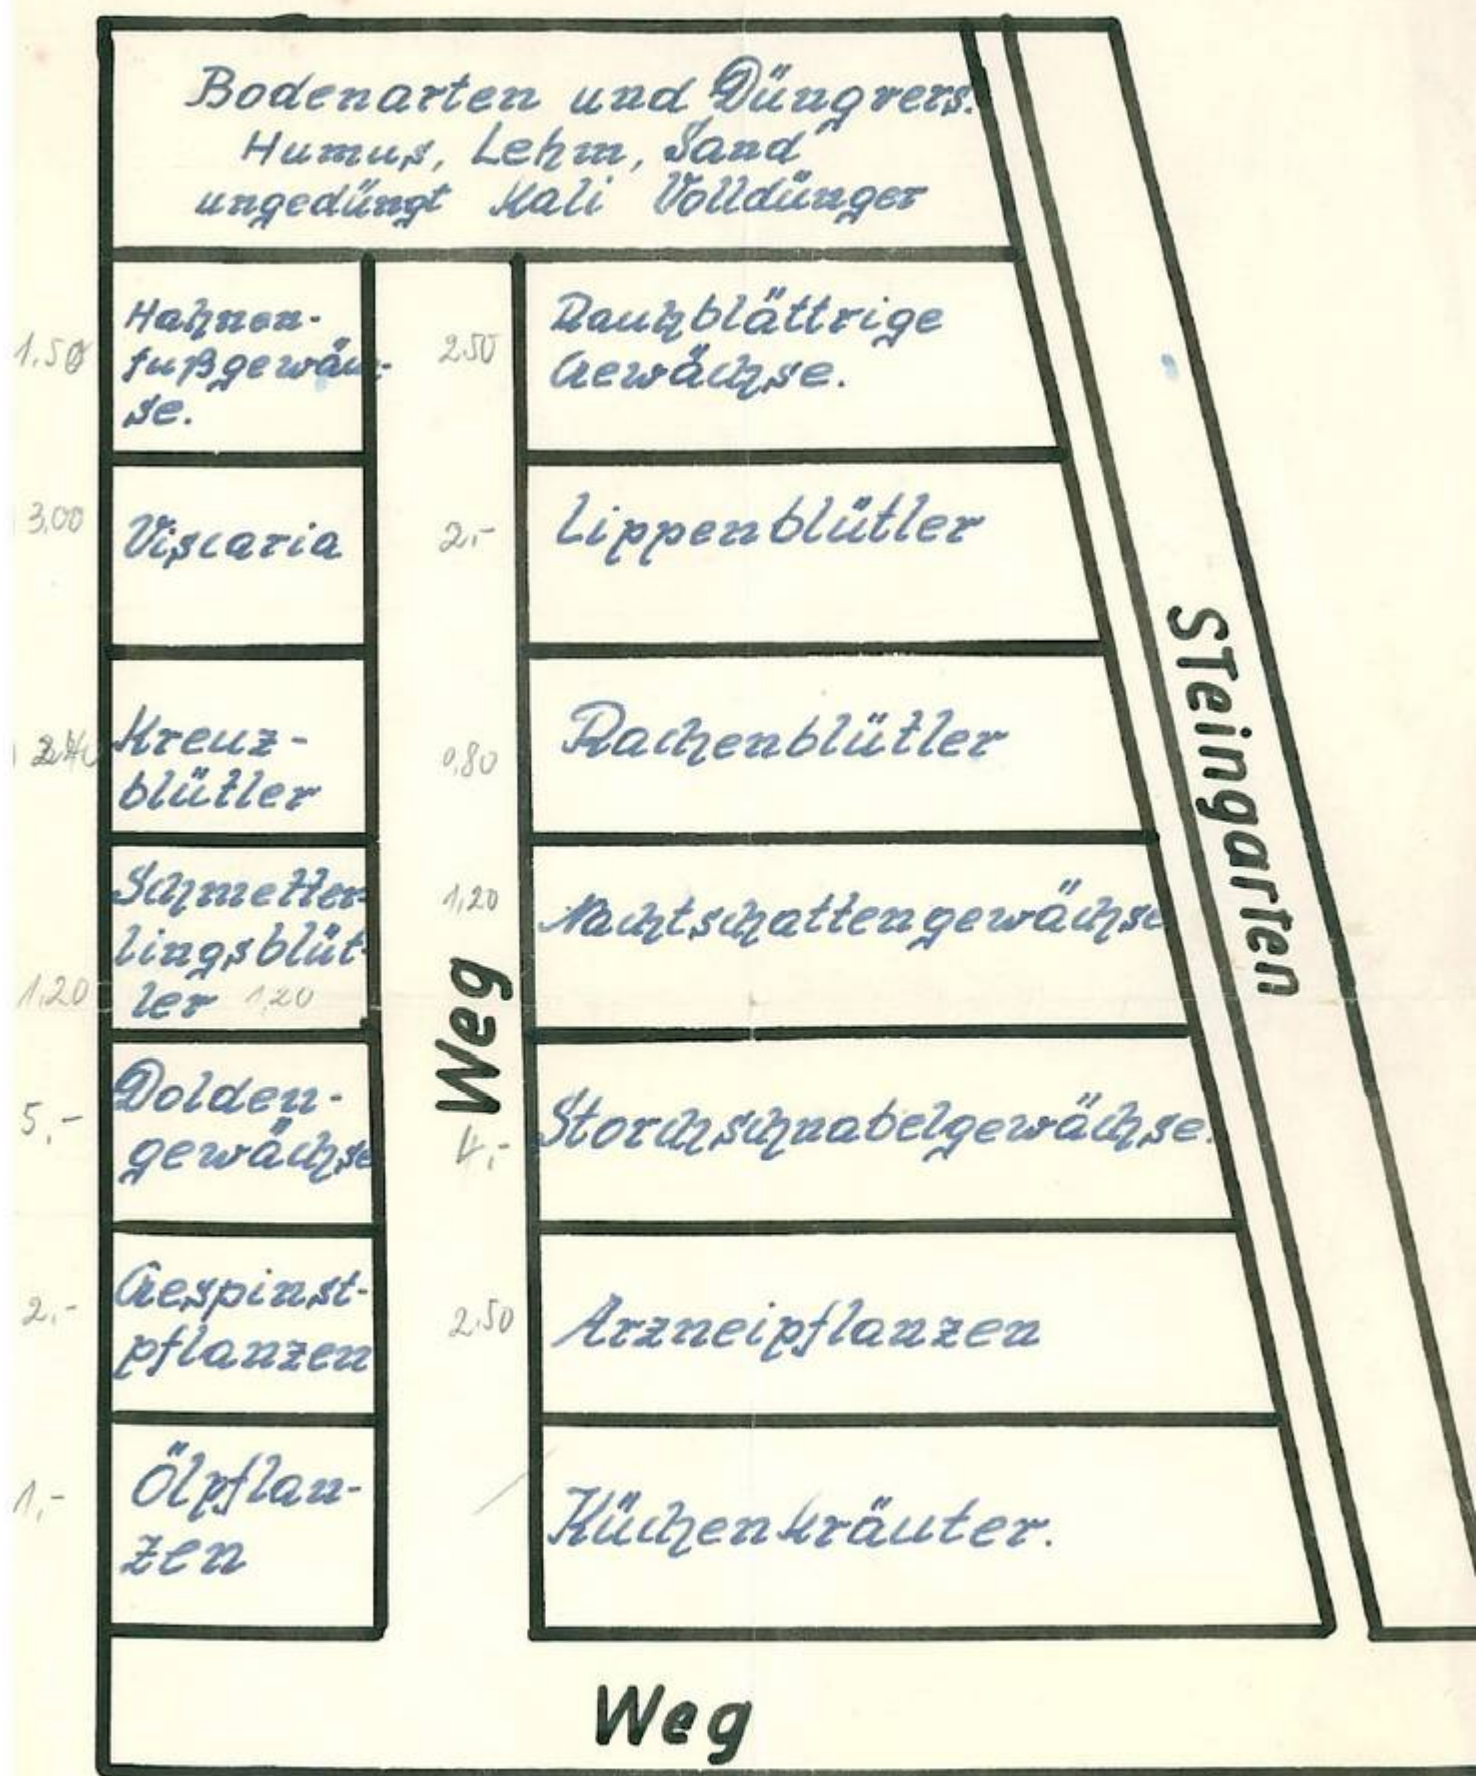 Bodenarten und Düngvers.
Humus, Lehm, Sand
ungedüngt Kali Volldünger
1.50
Hahnen-
fußgewäch-
se.
2.50
Rauhblättrige
Gewächse.
3.00
Viscaria
2,-
Lippenblütler
Kreuz-
blütler
0,80
Rachenblütler
Schmetter-
lingsblüt-
ler 1,20
1,20
1,20
Nachtschattengewächse
5,-
Dolden-
gewächse
4,-
Storchschnabelgewächse.
2,-
Gespinst-
pflanzen
2.50
Arzneipflanzen
1,-
Ölpflan-
zen
Küchenkräuter.
Weg
STeingarten
Weg